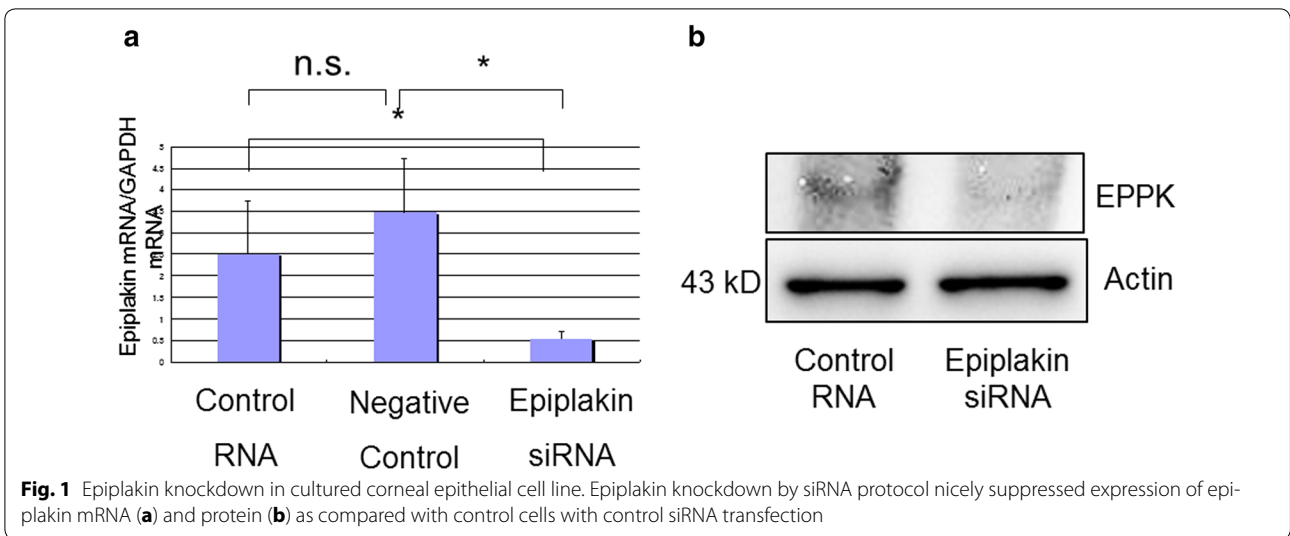 a
b
n.s.
*
*
Epiplakin mRNA/GAPDH
mRNA
5
4.5
4
2
1.5
1
0.5
0
Control
RNA
Negative
Control
Epiplakin
siRNA
EPPK
43 kD
Actin
Control
RNA
Epiplakin
siRNA
Fig. 1 Epiplakin knockdown in cultured corneal epithelial cell line. Epiplakin knockdown by siRNA protocol nicely suppressed expression of epi-
plakin mRNA (a) and protein (b) as compared with control cells with control siRNA transfection